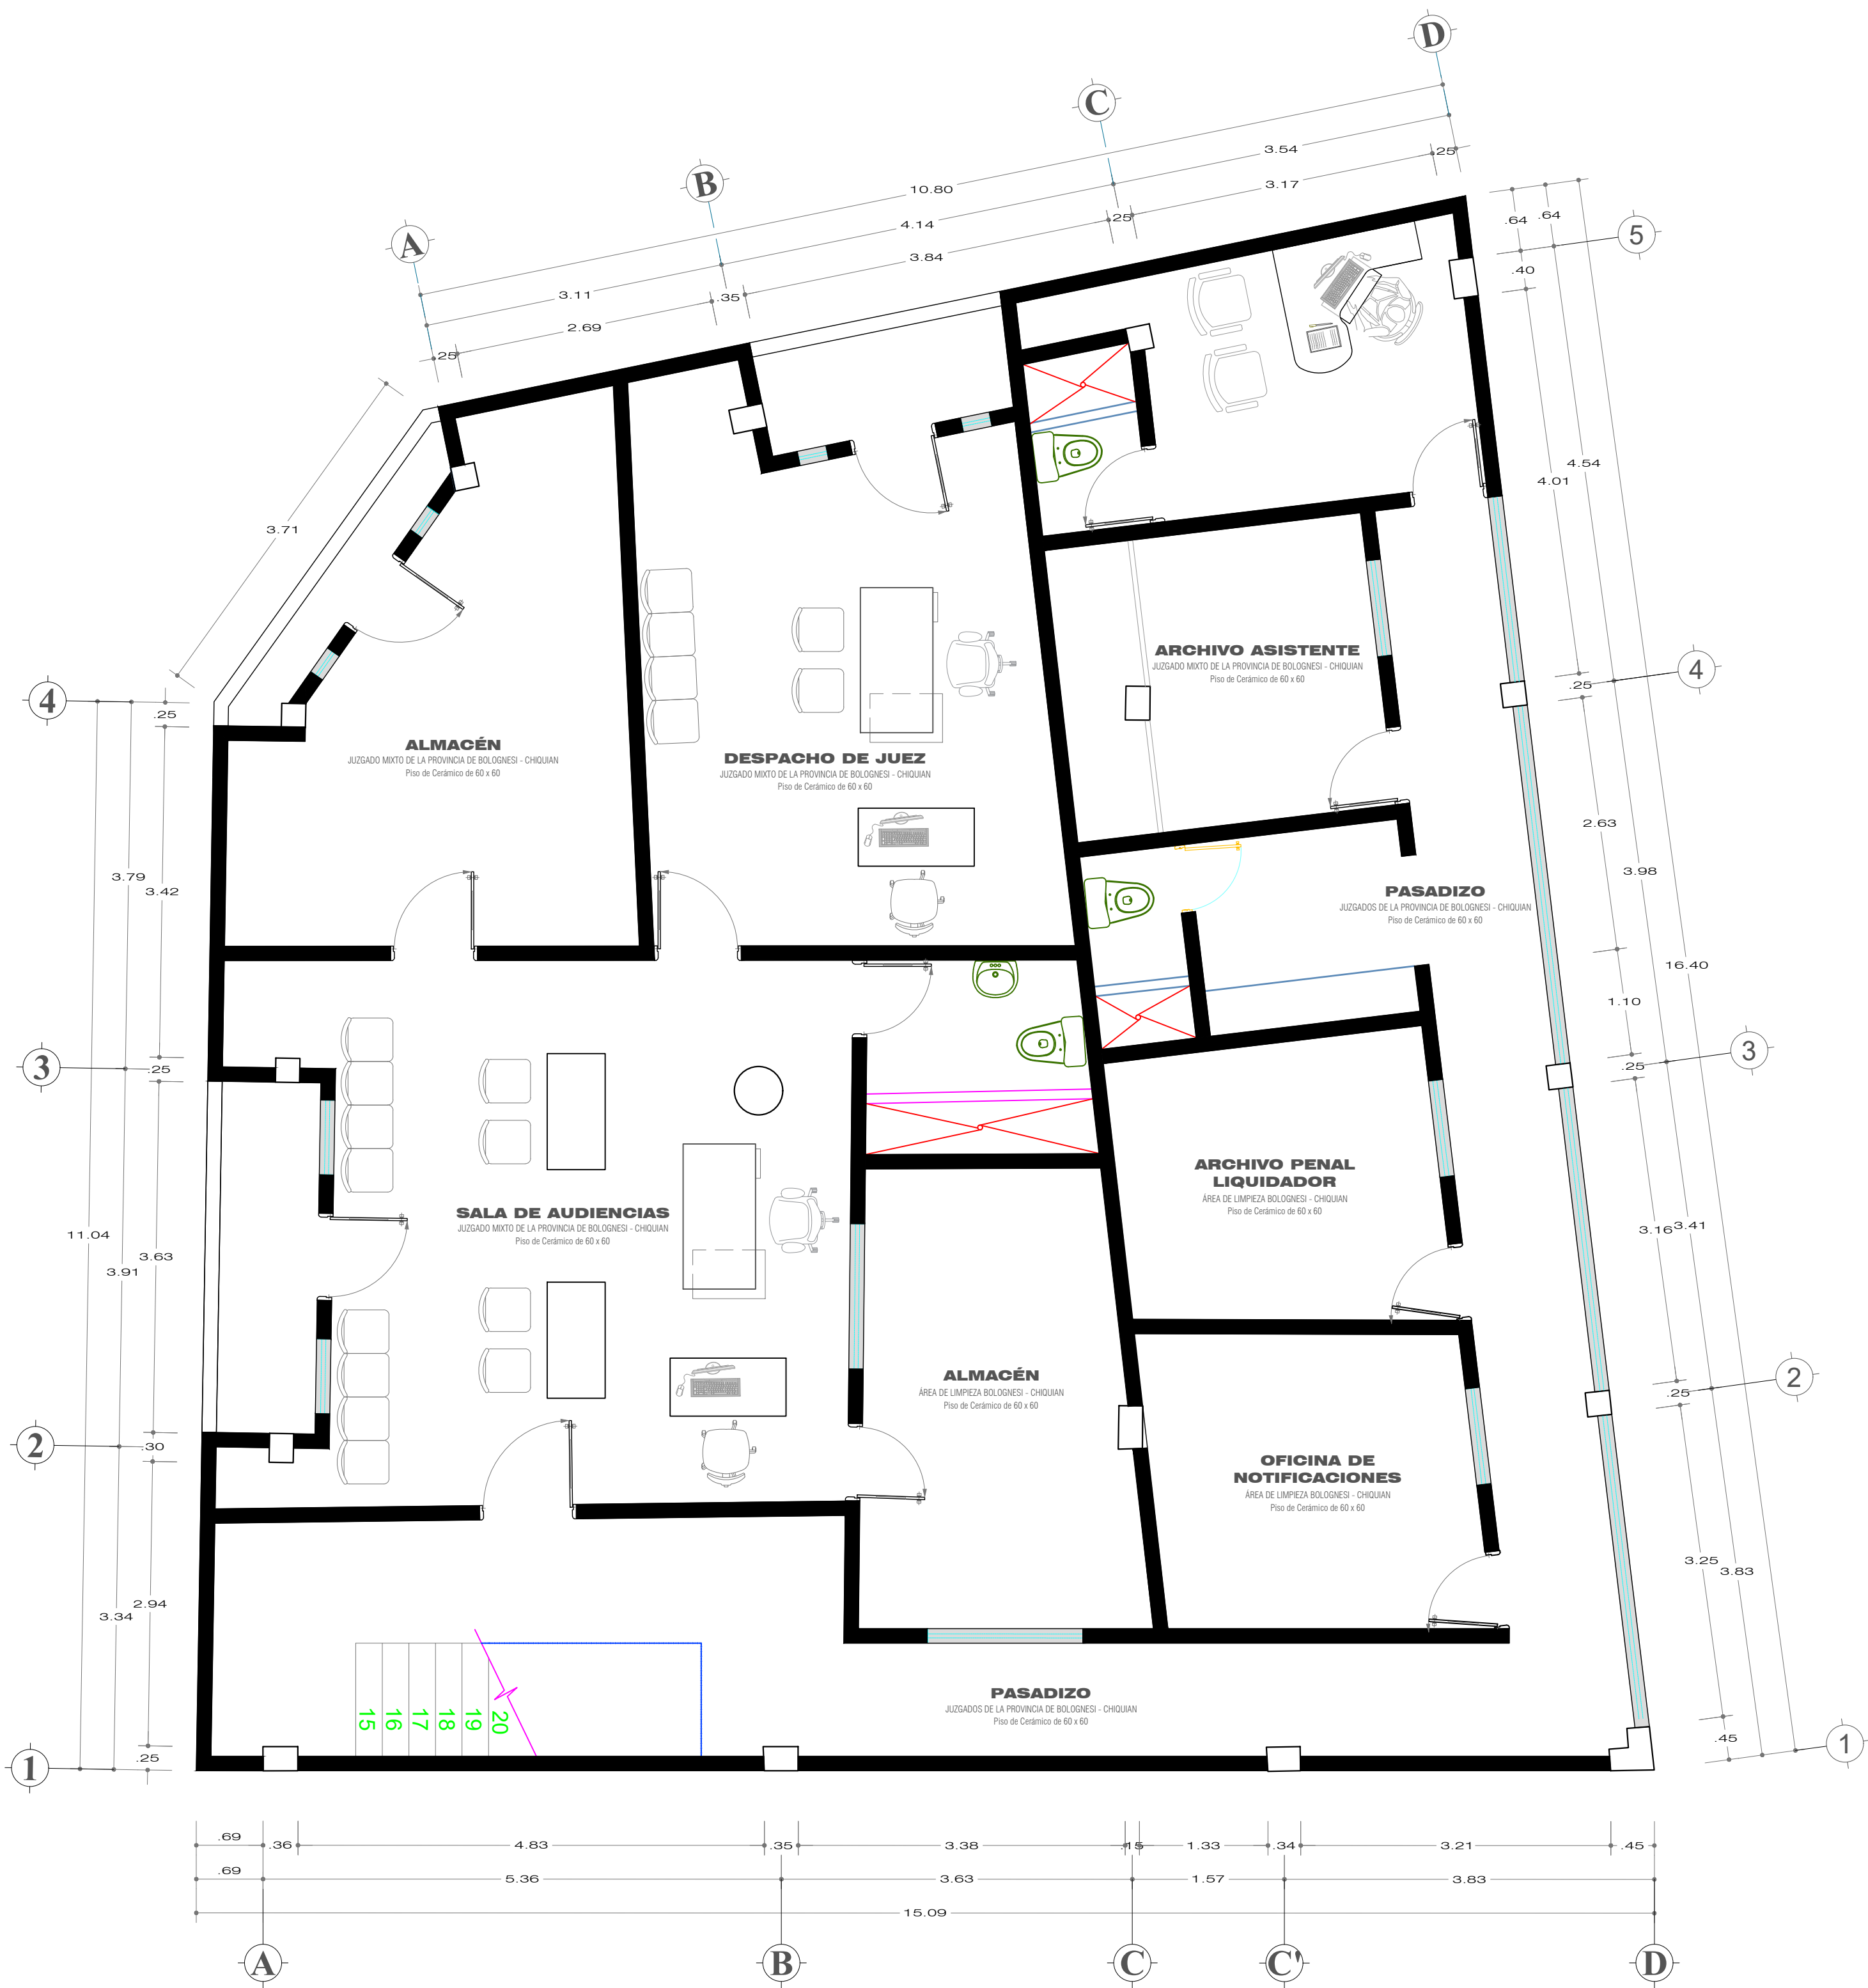 D
C
B
A
10.80
3.54
.25
4.14
3.17
.25
3.11
3.84
.35
2.69
.25
3.71
.64
.64
5
.40
4.54
4.01
.25
4
2.63
3.98
16.40
1.10
.25
3
3.16
3.41
.25
2
3.25
3.83
.45
1
4
.25
3.79
3.42
3
.25
11.04
3.91
3.63
2
.30
3.34
2.94
.25
1
ARCHIVO ASISTENTE
JUZGADO MIXTO DE LA PROVINCIA DE BOLOGNESI - CHIQUIAN
Piso de Cerámico de 60 x 60
ALMACÉN
JUZGADO MIXTO DE LA PROVINCIA DE BOLOGNESI - CHIQUIAN
Piso de Cerámico de 60 x 60
DESPACHO DE JUEZ
JUZGADO MIXTO DE LA PROVINCIA DE BOLOGNESI - CHIQUIAN
Piso de Cerámico de 60 x 60
PASADIZO
JUZGADOS DE LA PROVINCIA DE BOLOGNESI - CHIQUIAN
Piso de Cerámico de 60 x 60
ARCHIVO PENAL
LIQUIDADOR
ÁREA DE LIMPIEZA BOLOGNESI - CHIQUIAN
Piso de Cerámico de 60 x 60
SALA DE AUDIENCIAS
JUZGADO MIXTO DE LA PROVINCIA DE BOLOGNESI - CHIQUIAN
Piso de Cerámico de 60 x 60
ALMACÉN
ÁREA DE LIMPIEZA BOLOGNESI - CHIQUIAN
Piso de Cerámico de 60 x 60
OFICINA DE
NOTIFICACIONES
ÁREA DE LIMPIEZA BOLOGNESI - CHIQUIAN
Piso de Cerámico de 60 x 60
PASADIZO
JUZGADOS DE LA PROVINCIA DE BOLOGNESI - CHIQUIAN
Piso de Cerámico de 60 x 60
15 16 17 18 19 20
.69 .36 4.83 .35 3.38 .15 1.33 .34 3.21 .45
.69 5.36 3.63 1.57 3.83
15.09
A B C C' D